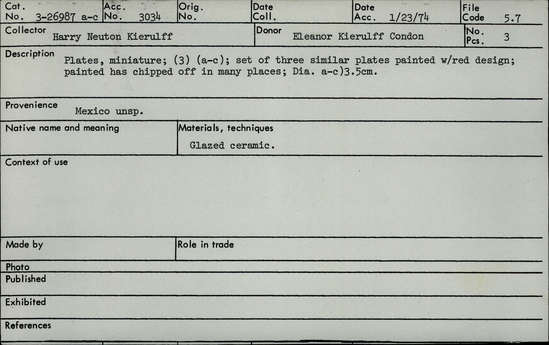 Cat. No. 3-26987 a-c Acc. No. 3034 Orig. No. Date Coll. Date Acc. 1/23/74 File Code 5.7
Collector Harry Neuton Kierulff Donor Eleanor Kierulff Condon No. Pcs. 3
Description Plates, miniature; (3) (a-c); set of three similar plates painted w/red design;
painted has chipped off in many places; Dia. a-c)3.5cm.
Provenience Mexico unsp.
Native name and meaning Materials, techniques
Glazed ceramic.
Context of use
Made by Role in trade
Photo
Published
Exhibited
References